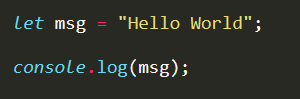 let msg = "Hello World";
console.log(msg);